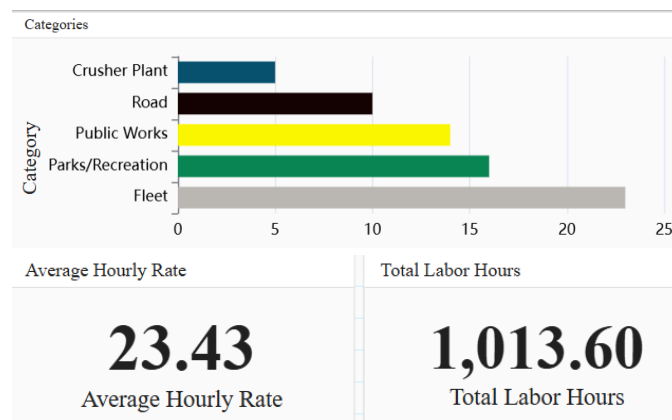 Categories
Category
Crusher Plant
Road
Public Works
Parks/Recreation
Fleet
0 5 10 15 20 25
Average Hourly Rate
Total Labor Hours
23.43
1,013.60
Average Hourly Rate
Total Labor Hours